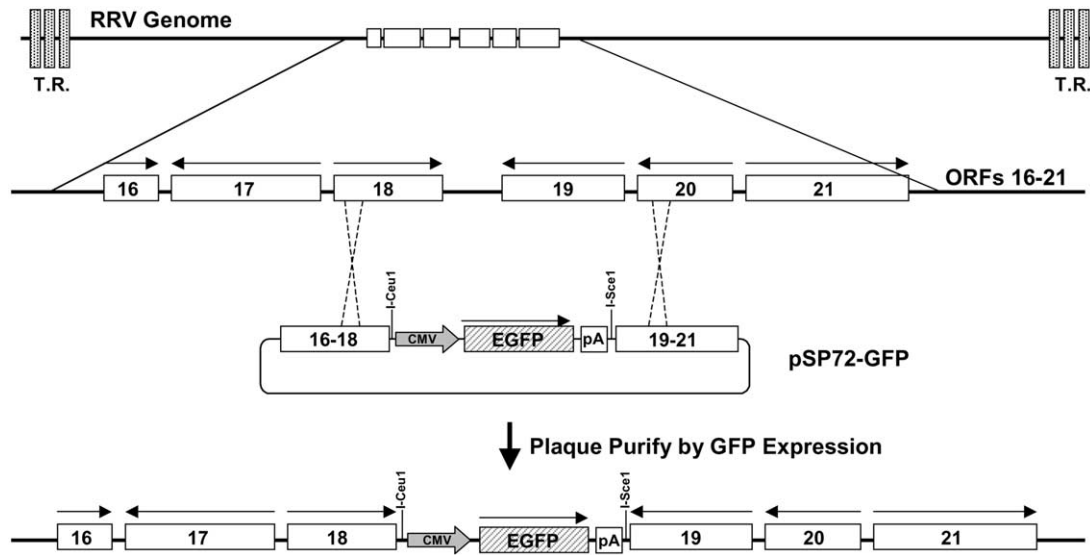 RRV Genome
T.R. T.R.
16 17 18 19 20 21 ORFs 16-21
I-Ceu1 I-Sce1
16-18 CMV EGFP pA 19-21
pSP72-GFP
Plaque Purify by GFP Expression
I-Ceu1 I-Sce1
16 17 18 CMV EGFP pA 19 20 21